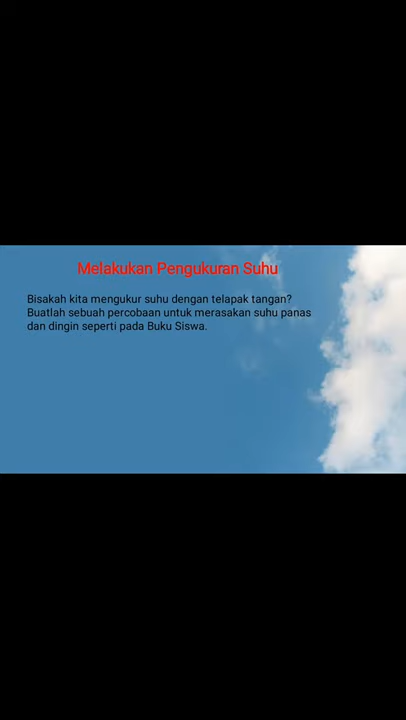 Melakukan Pengukuran Suhu
Bisakah kita mengukur suhu dengan telapak tangan?
Buatlah sebuah percobaan untuk merasakan suhu panas
dan dingin seperti pada Buku Siswa.